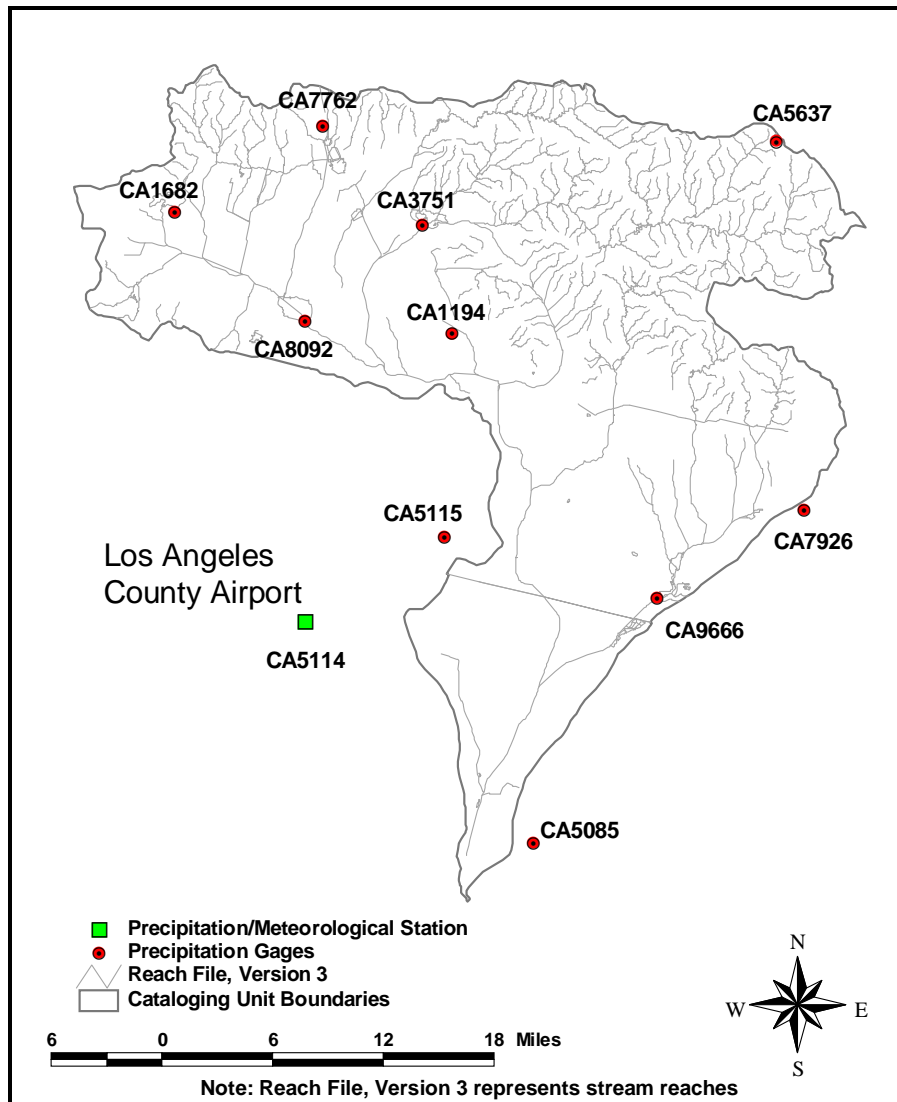 CA7762
CA5637
CA1682
CA3751
CA1194
CA8092
CA5115
CA7926
Los Angeles
County Airport
CA9666
CA5114
CA5085
Precipitation/Meteorological Station
Precipitation Gages
Reach File, Version 3
Cataloging Unit Boundaries
N
W E
S
6 0 6 12 18 Miles
Note: Reach File, Version 3 represents stream reaches